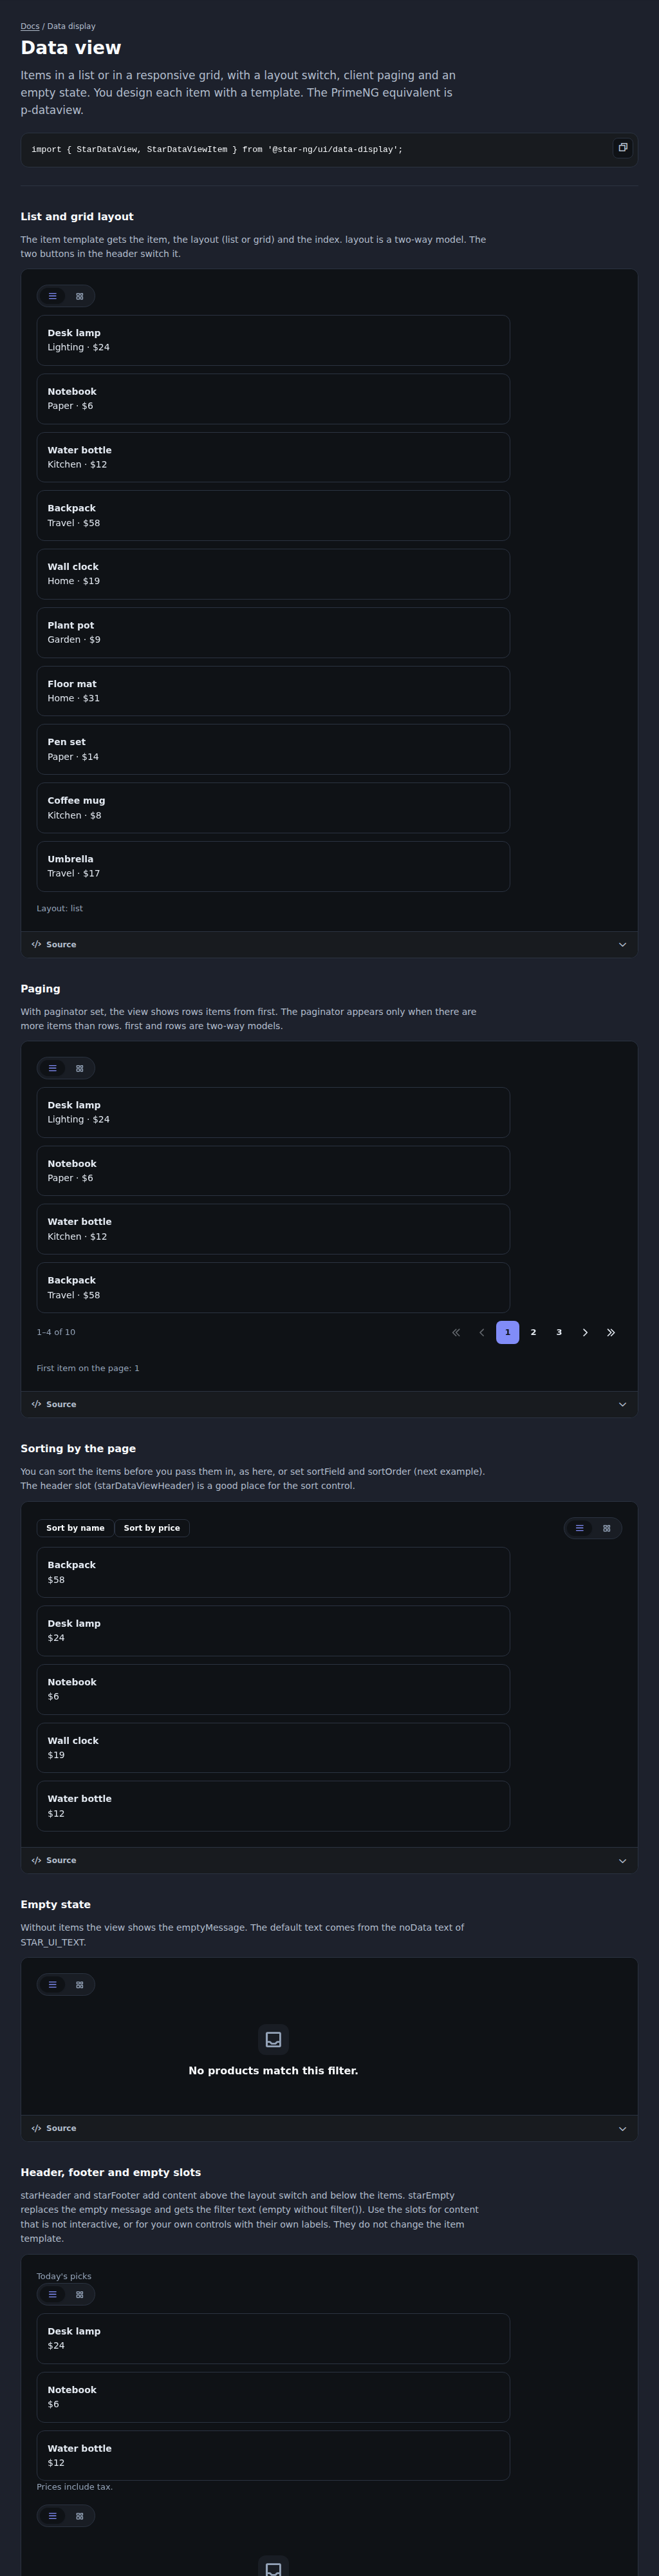 Docs / Data display
Data view
Items in a list or in a responsive grid, with a layout switch, client paging and an
empty state. You design each item with a template. The PrimeNG equivalent is
p-dataview.
import { StarDataView, StarDataViewItem } from '@star-ng/ui/data-display';
List and grid layout
The item template gets the item, the layout (list or grid) and the index. layout is a two-way model. The
two buttons in the header switch it.
Desk lamp
Lighting · $24
Notebook
Paper · $6
Water bottle
Kitchen · $12
Backpack
Travel · $58
Wall clock
Home · $19
Plant pot
Garden · $9
Floor mat
Home · $31
Pen set
Paper · $14
Coffee mug
Kitchen · $8
Umbrella
Travel · $17
Layout: list
Source
Paging
With paginator set, the view shows rows items from first. The paginator appears only when there are
more items than rows. first and rows are two-way models.
Desk lamp
Lighting · $24
Notebook
Paper · $6
Water bottle
Kitchen · $12
Backpack
Travel · $58
1–4 of 10 1 2 3
First item on the page: 1
Source
Sorting by the page
You can sort the items before you pass them in, as here, or set sortField and sortOrder (next example).
The header slot (starDataViewHeader) is a good place for the sort control.
Sort by name Sort by price
Backpack
$58
Desk lamp
$24
Notebook
$6
Wall clock
$19
Water bottle
$12
Source
Empty state
Without items the view shows the emptyMessage. The default text comes from the noData text of
STAR_UI_TEXT.
No products match this filter.
Source
Header, footer and empty slots
starHeader and starFooter add content above the layout switch and below the items. starEmpty
replaces the empty message and gets the filter text (empty without filter()). Use the slots for content
that is not interactive, or for your own controls with their own labels. They do not change the item
template.
Today's picks
Desk lamp
$24
Notebook
$6
Water bottle
$12
Prices include tax.